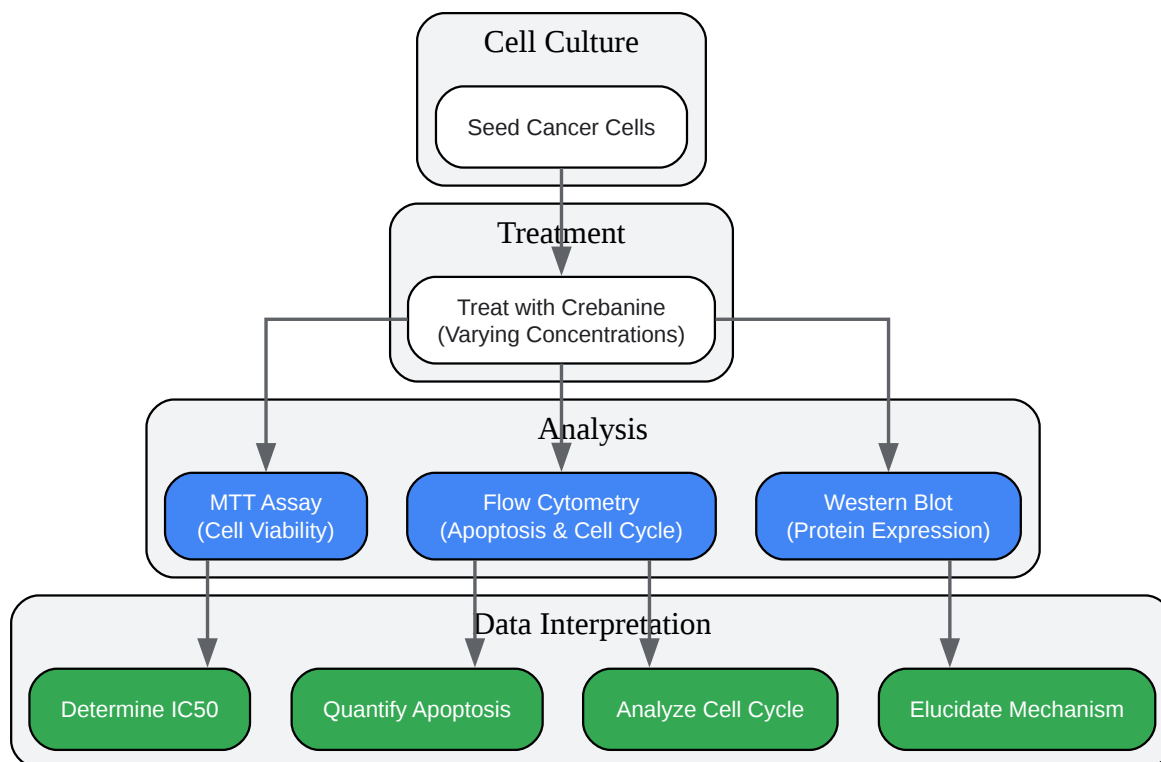 Cell Culture
Seed Cancer Cells
Treatment
Treat with Crebanine
(Varying Concentrations)
Analysis
MTT Assay
(Cell Viability)
Flow Cytometry
(Apoptosis & Cell Cycle)
Western Blot
(Protein Expression)
Data Interpretation
Determine IC50
Quantify Apoptosis
Analyze Cell Cycle
Elucidate Mechanism